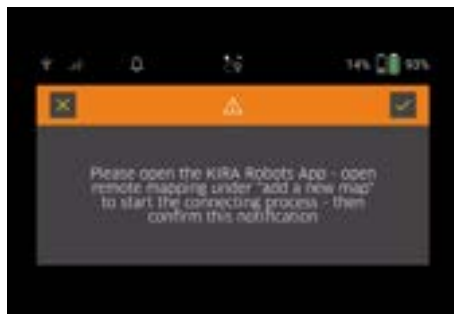 14% 93%
Please open the KIRA Robots App - open
remote mapping under "add a new map"
to start the connecting process - then
confirm this notification